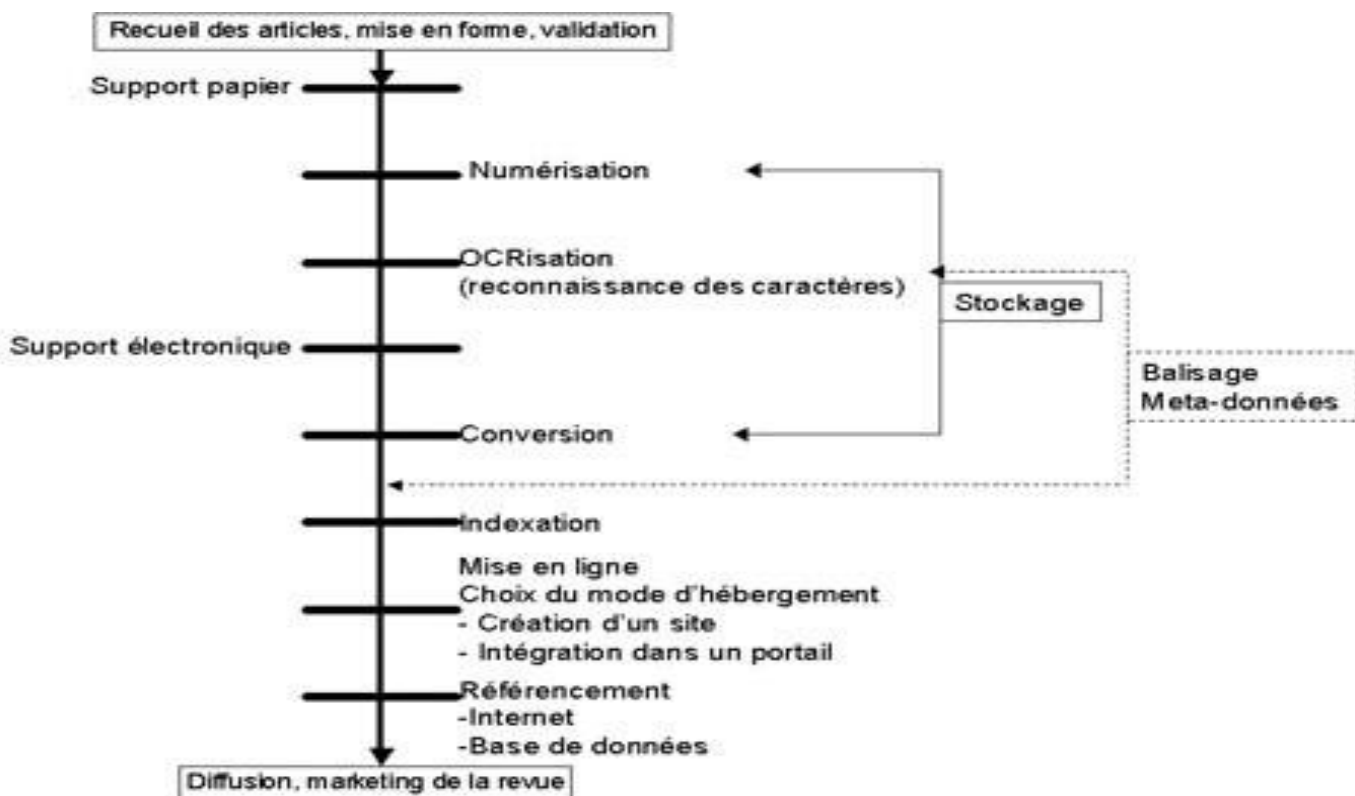 Recueil des articles, mise en forme, validation
Support papier
Numérisation
OCRisation
(reconnaissance des caractères)
Stockage
Support électronique
Balisage
Meta-données
Conversion
Indexation
Mise en ligne
Choix du mode d'hébergement
- Création d'un site
- Intégration dans un portail
Référencement
-Internet
-Base de données
Diffusion, marketing de la revue